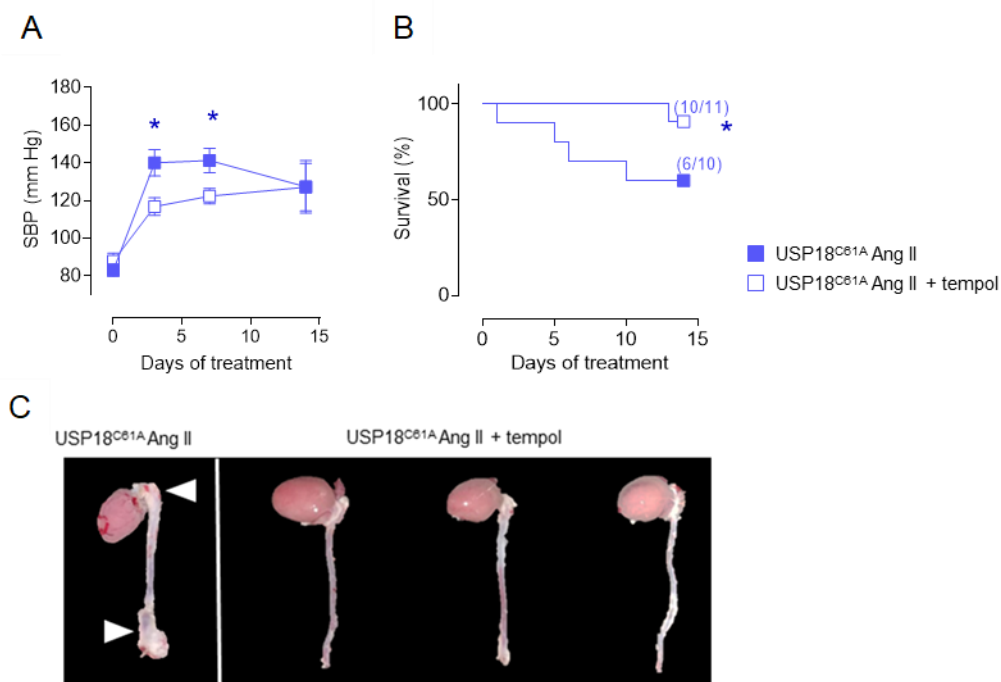 A
B
180
160
140
120
100
80
SBP (mm Hg)
*
*
0
5
10
15
Days of treatment
100
50
0
Survival (%)
(10/11)
*
(6/10)
0
5
10
15
Days of treatment
USP18ᶜ⁶¹ᴬ Ang II
USP18ᶜ⁶¹ᴬ Ang II + tempol
C
USP18ᶜ⁶¹ᴬ Ang II
USP18ᶜ⁶¹ᴬ Ang II + tempol